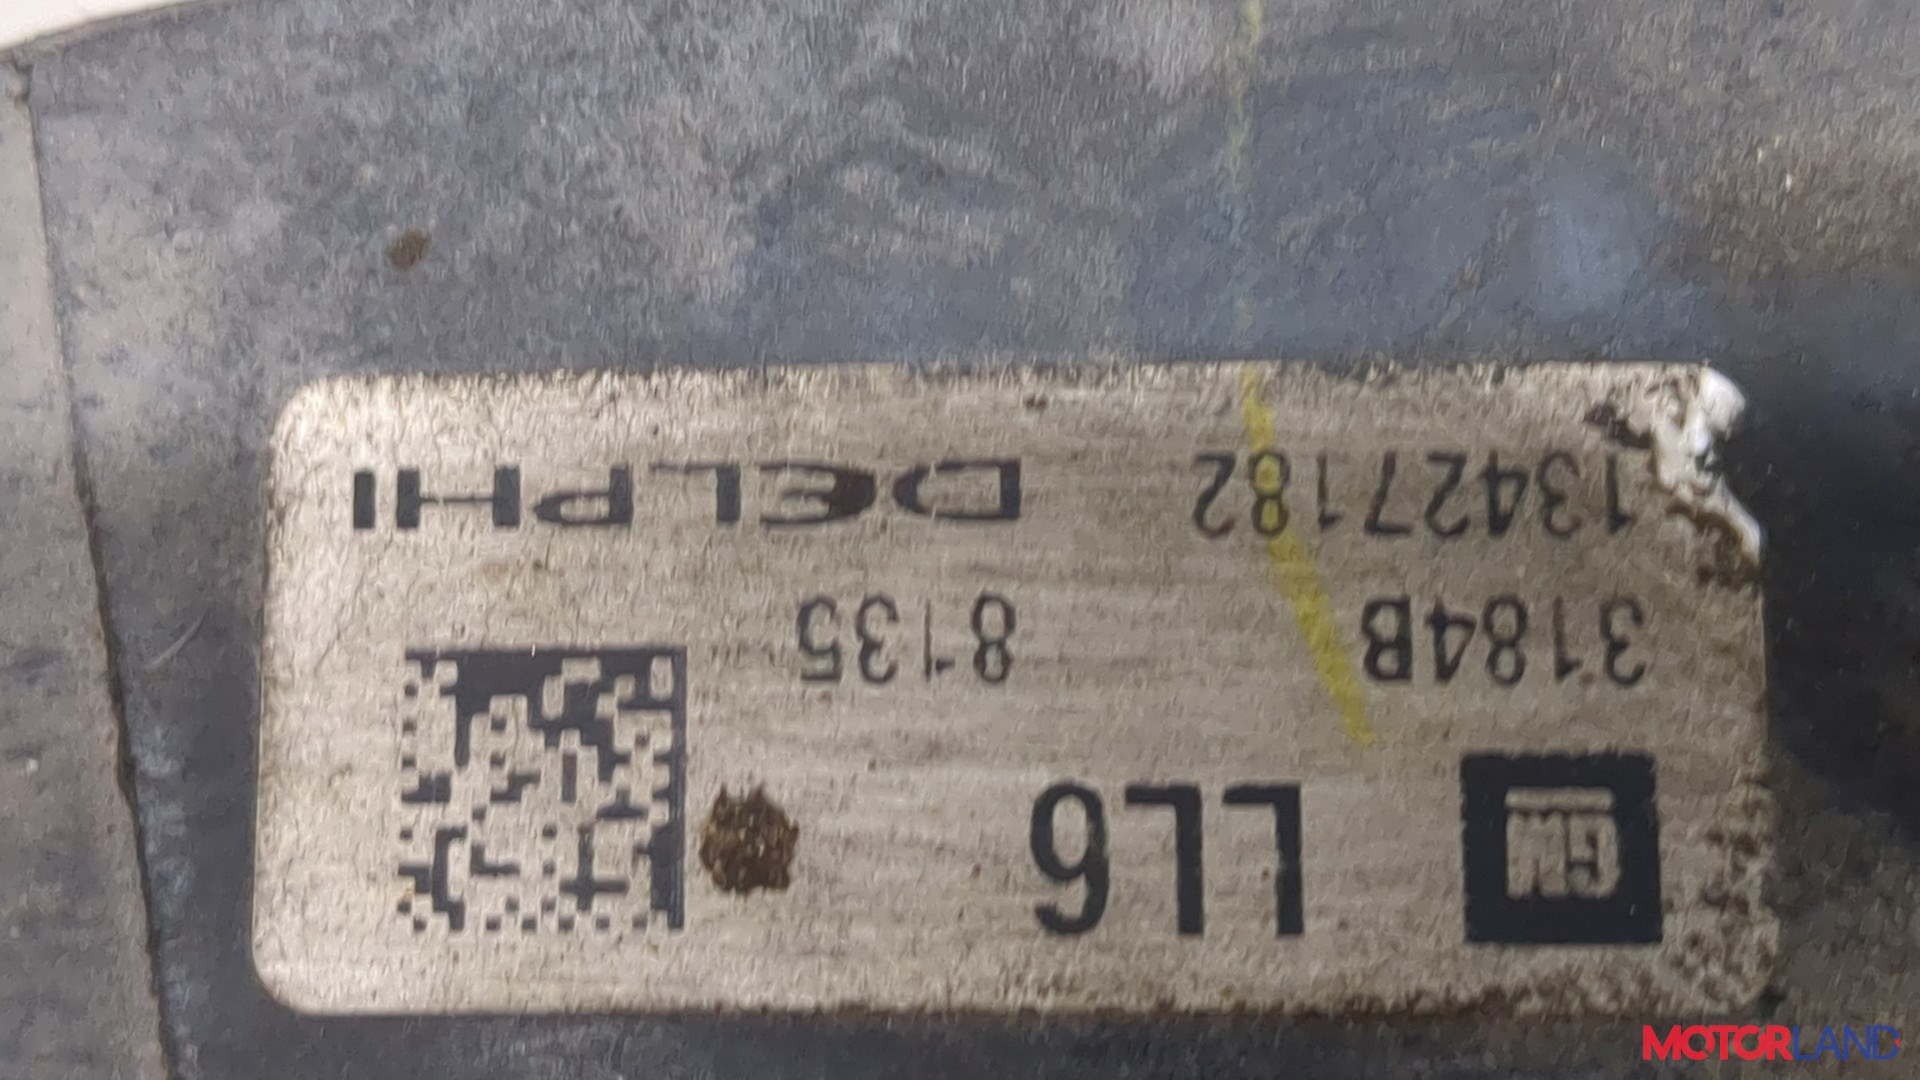 GM LL6
3184B 8135
13427182 DELPHI
MOTORLAND